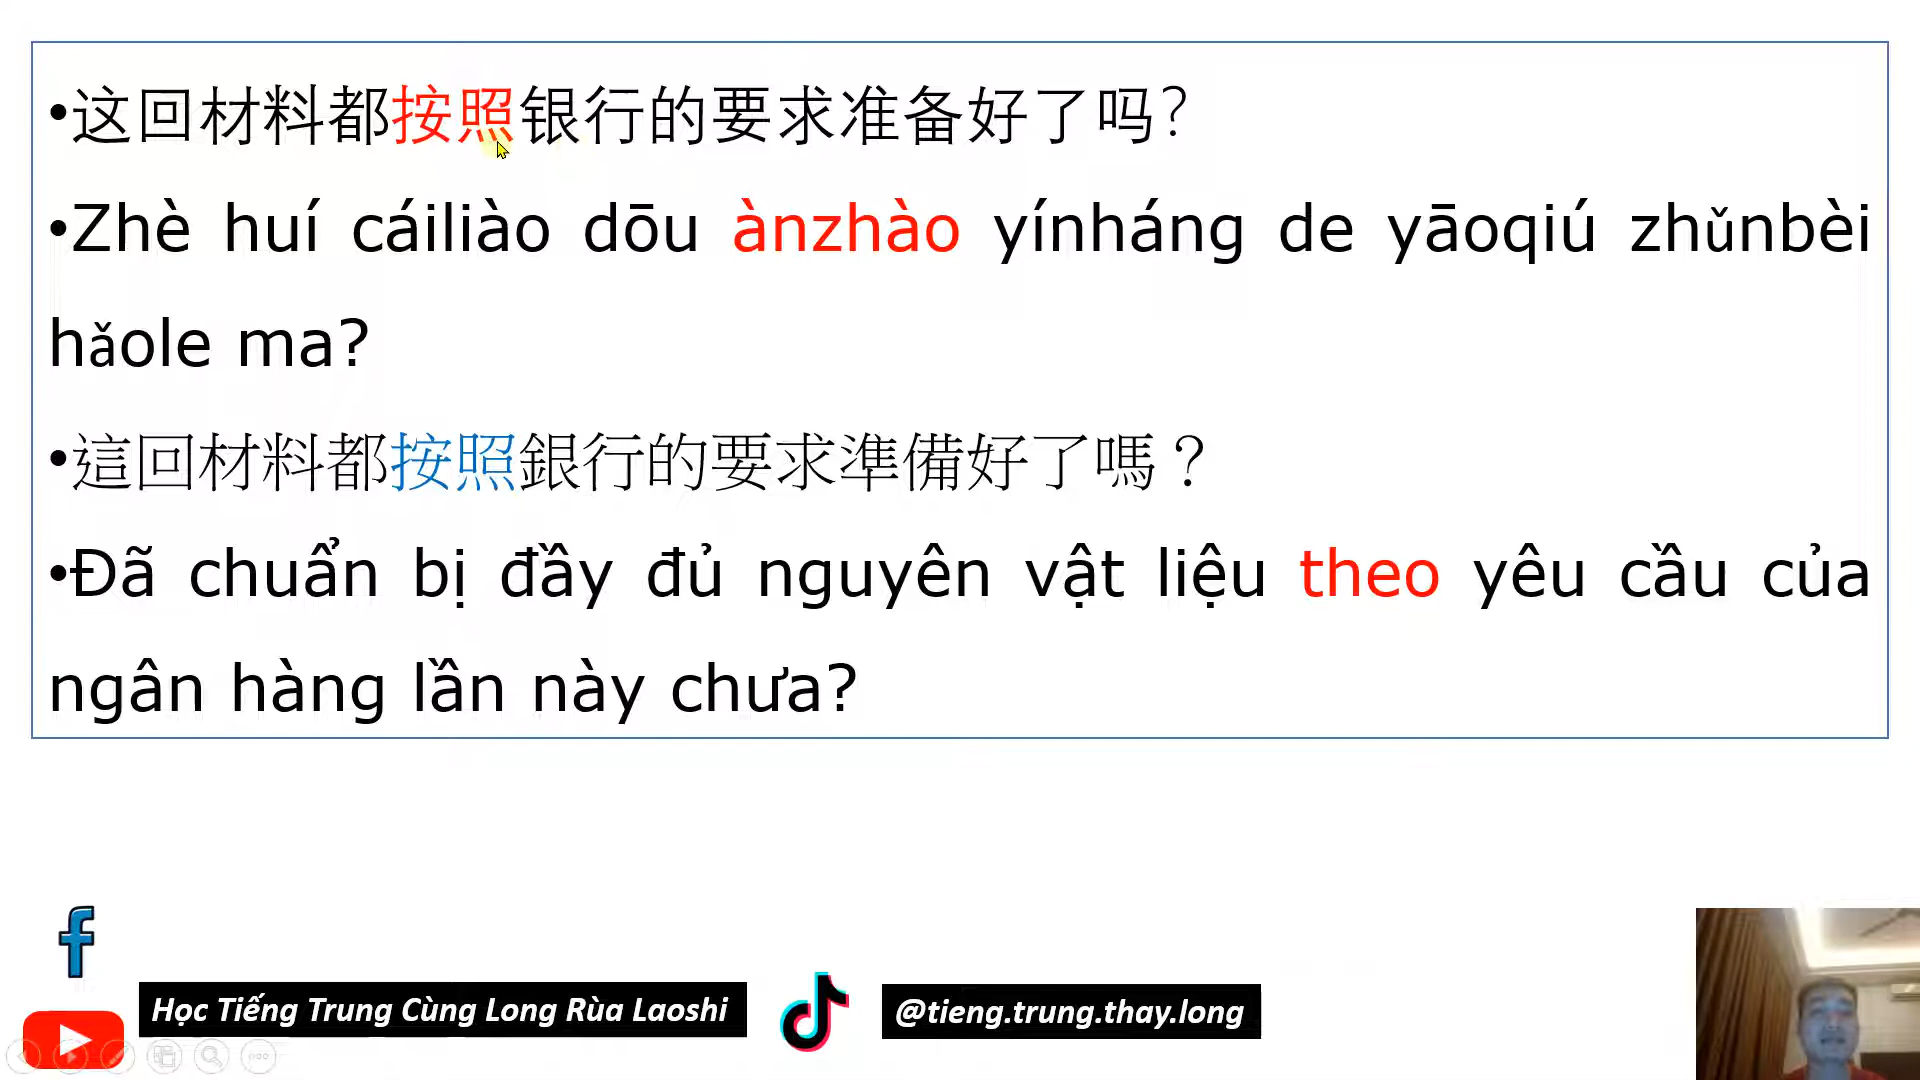 •这回材料都按照银行的要求准备好了吗?
•Zhè huí cáiliào dōu ànzhào yínháng de yāoqiú zhǔnbèi
hǎole ma?
•這回材料都按照銀行的要求準備好了嗎？
•Đã chuẩn bị đầy đủ nguyên vật liệu theo yêu cầu của
ngân hàng lần này chưa?
Học Tiếng Trung Cùng Long Rùa Laoshi
@tieng.trung.thay.long